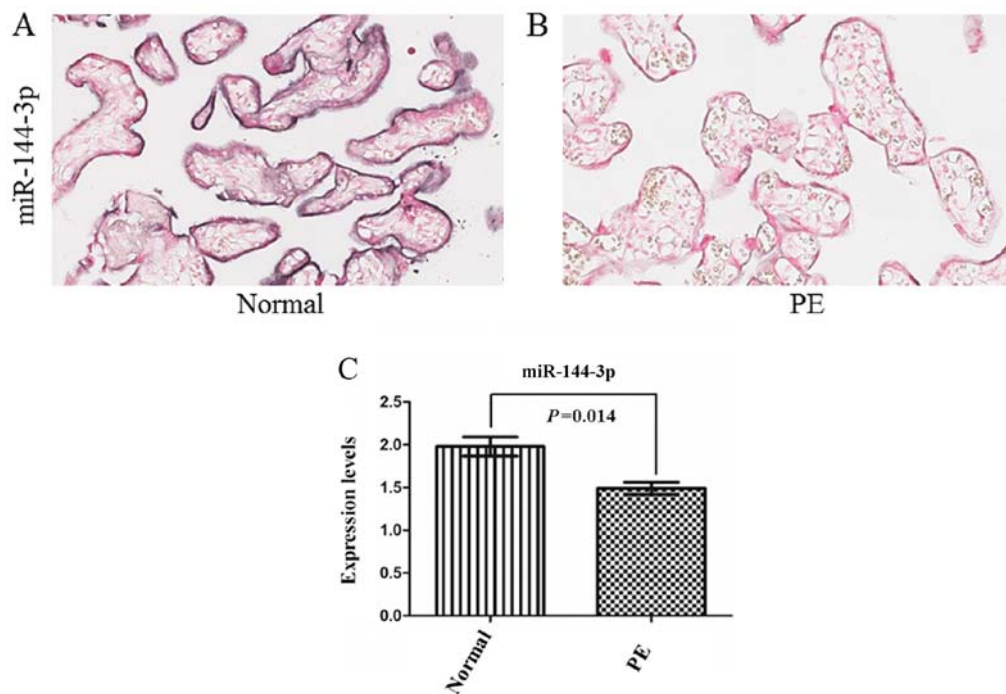 A
B
miR-144-3p
Normal
PE
C
miR-144-3p
P=0.014
2.5
2.0
1.5
1.0
0.5
0.0
Expression levels
Normal
PE